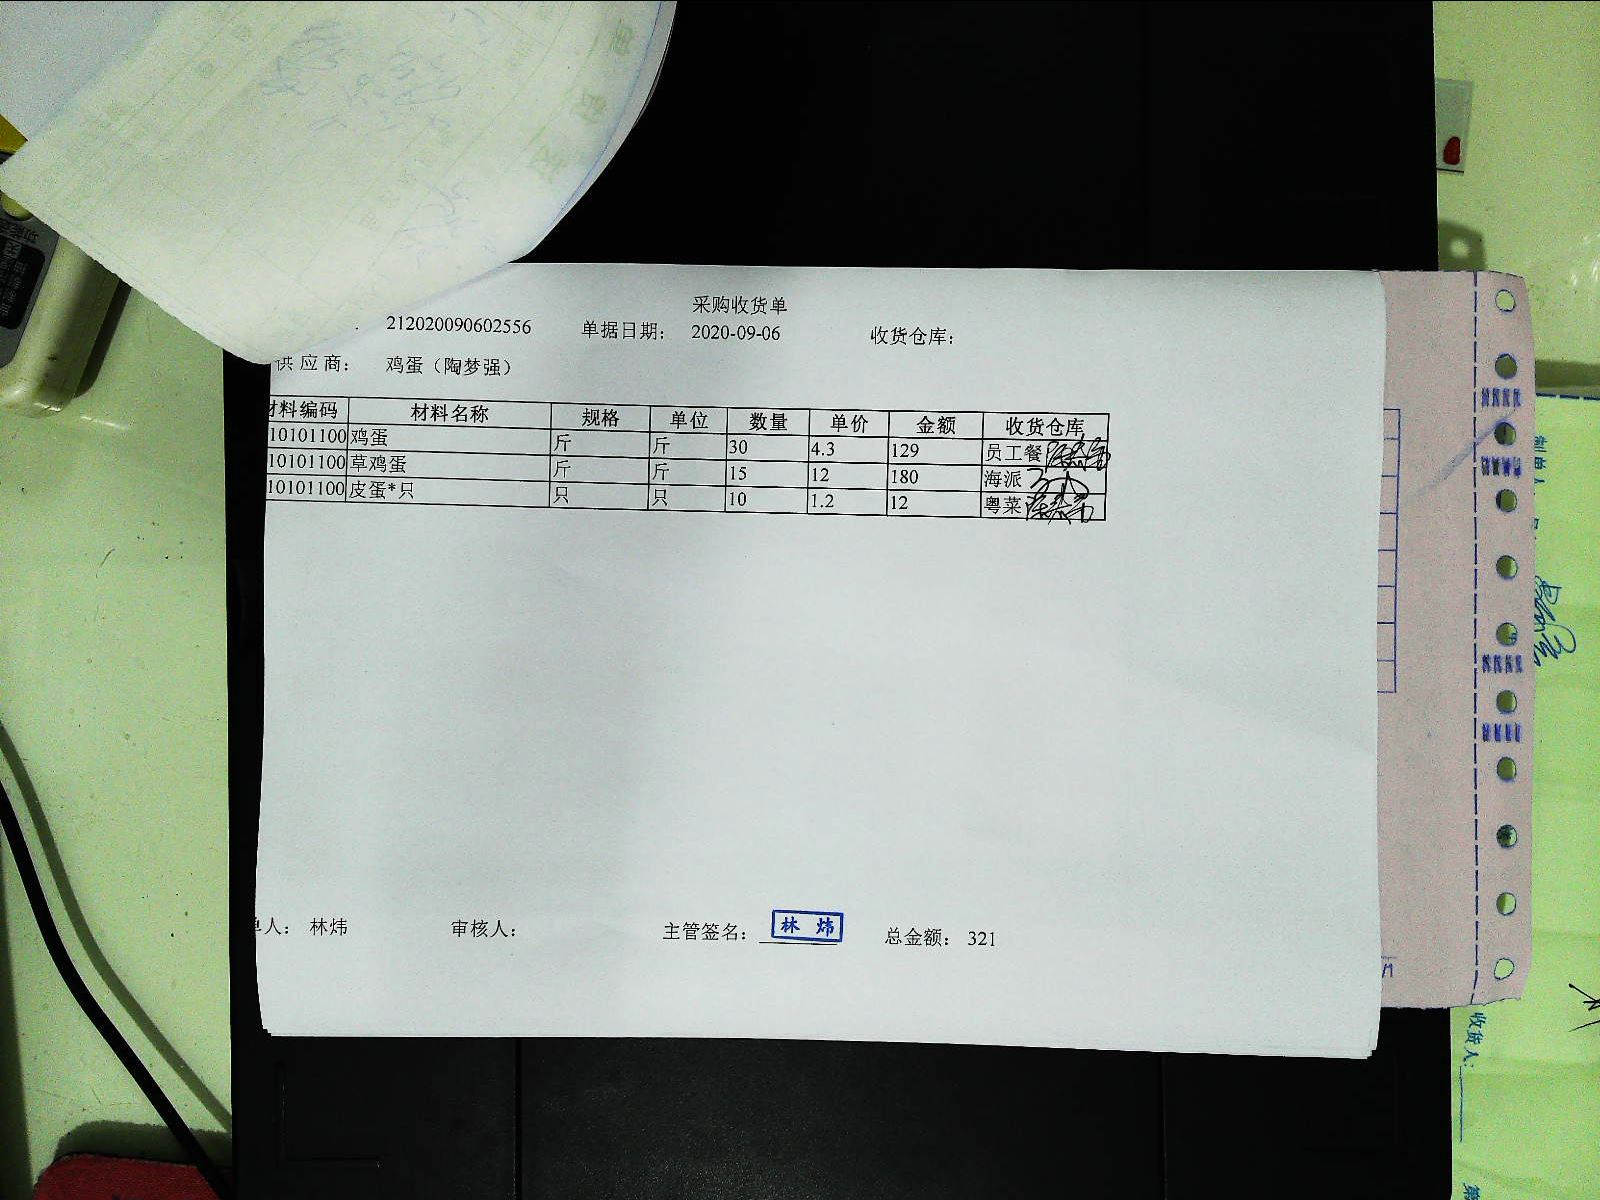 采购收货单
212020090602556 单据日期： 2020-09-06 收货仓库：
供应商： 鸡蛋（陶梦强）
材料编码 材料名称 规格 单位 数量 单价 金额 收货仓库
10101100 鸡蛋 斤 斤 30 4.3 129 员工餐
10101100 草鸡蛋 斤 斤 15 12 180 海派
10101100 皮蛋*只 只 只 10 1.2 12 粤菜
单人： 林炜 审核人： 主管签名： 林 炜 总金额： 321
收货人：